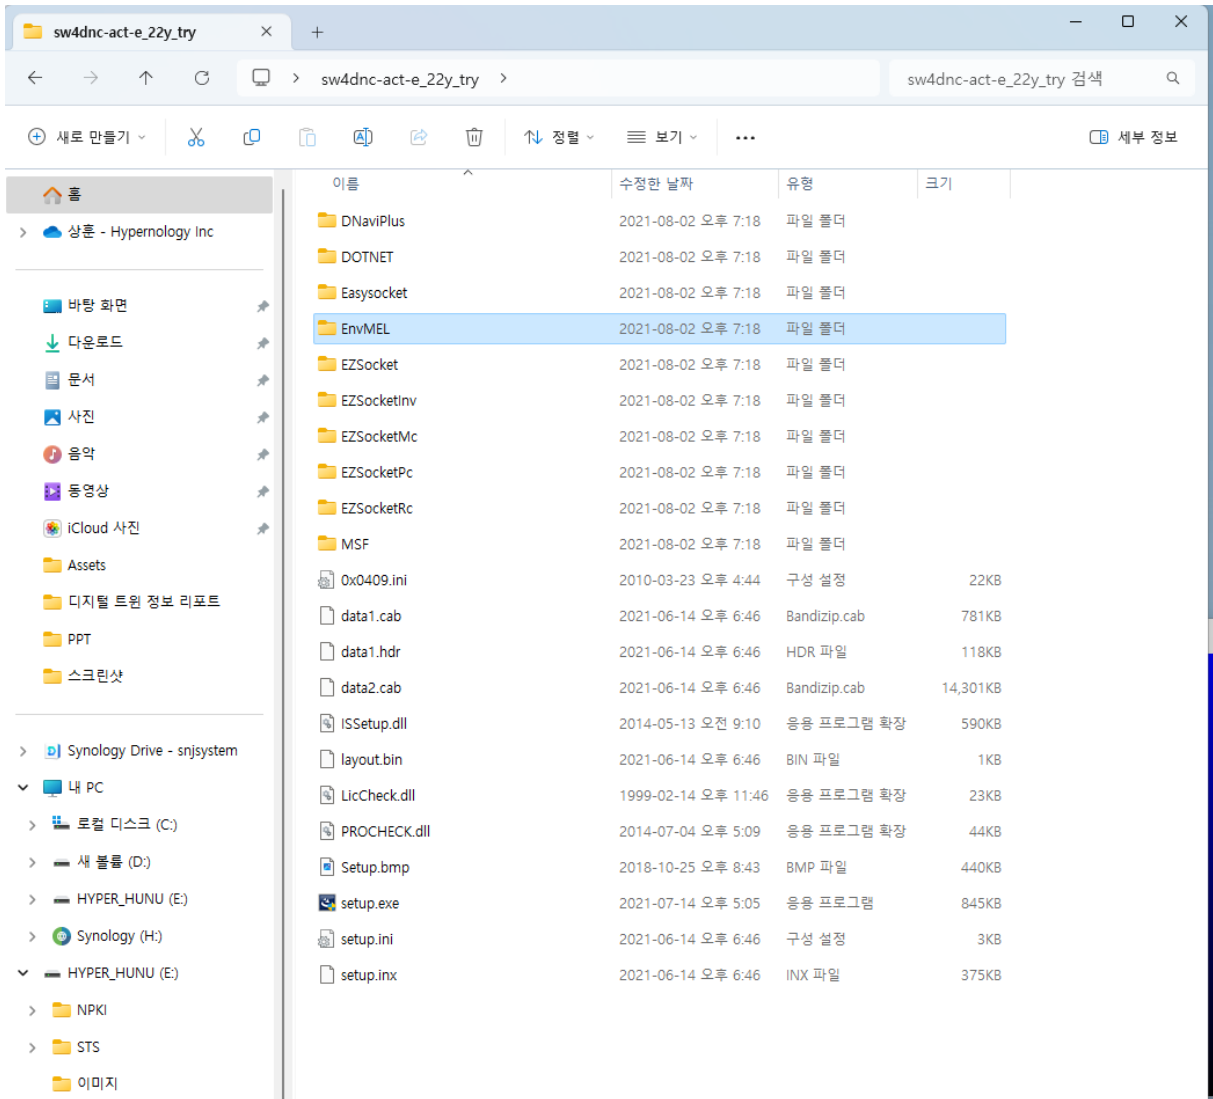 sw4dnc-act-e_22y_try
sw4dnc-act-e_22y_try
sw4dnc-act-e_22y_try 검색
새로 만들기
정렬
보기
세부 정보
홈
상훈 - Hypernology Inc
바탕 화면
다운로드
문서
사진
음악
동영상
iCloud 사진
Assets
디지털 트윈 정보 리포트
PPT
스크린샷
Synology Drive - snjsystem
내 PC
로컬 디스크 (C:)
새 볼륨 (D:)
HYPER_HUNU (E:)
Synology (H:)
HYPER_HUNU (E:)
NPKI
STS
이미지
이름 수정한 날짜 유형 크기
DNaviPlus 2021-08-02 오후 7:18 파일 폴더
DOTNET 2021-08-02 오후 7:18 파일 폴더
Easysocket 2021-08-02 오후 7:18 파일 폴더
EnvMEL 2021-08-02 오후 7:18 파일 폴더
EZSocket 2021-08-02 오후 7:18 파일 폴더
EZSocketInv 2021-08-02 오후 7:18 파일 폴더
EZSocketMc 2021-08-02 오후 7:18 파일 폴더
EZSocketPc 2021-08-02 오후 7:18 파일 폴더
EZSocketRc 2021-08-02 오후 7:18 파일 폴더
MSF 2021-08-02 오후 7:18 파일 폴더
0x0409.ini 2010-03-23 오후 4:44 구성 설정 22KB
data1.cab 2021-06-14 오후 6:46 Bandizip.cab 781KB
data1.hdr 2021-06-14 오후 6:46 HDR 파일 118KB
data2.cab 2021-06-14 오후 6:46 Bandizip.cab 14,301KB
ISSetup.dll 2014-05-13 오전 9:10 응용 프로그램 확장 590KB
layout.bin 2021-06-14 오후 6:46 BIN 파일 1KB
LicCheck.dll 1999-02-14 오후 11:46 응용 프로그램 확장 23KB
PROCHECK.dll 2014-07-04 오후 5:09 응용 프로그램 확장 44KB
Setup.bmp 2018-10-25 오후 8:43 BMP 파일 440KB
setup.exe 2021-07-14 오후 5:05 응용 프로그램 845KB
setup.ini 2021-06-14 오후 6:46 구성 설정 3KB
setup.inx 2021-06-14 오후 6:46 INX 파일 375KB